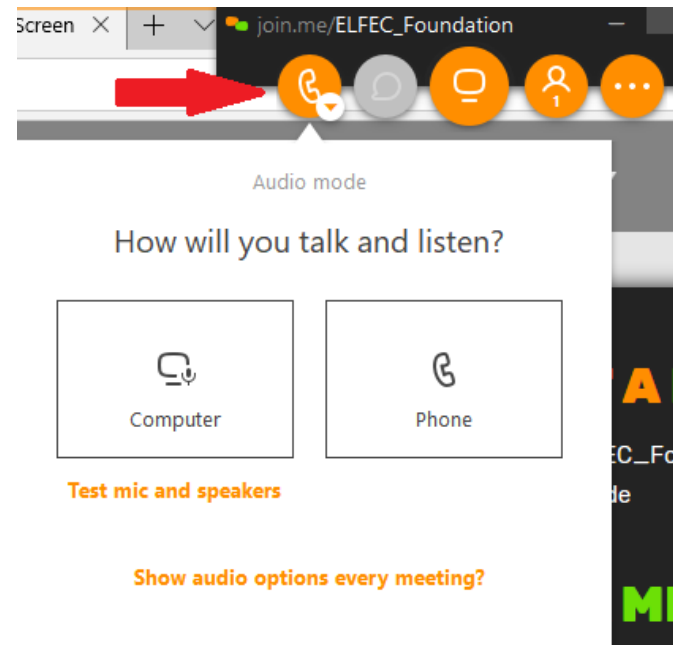 Screen
join.me/ELFEC_Foundation
1
Audio mode
How will you talk and listen?
Computer
Phone
Test mic and speakers
Show audio options every meeting?
A
EC_Fo
de
M